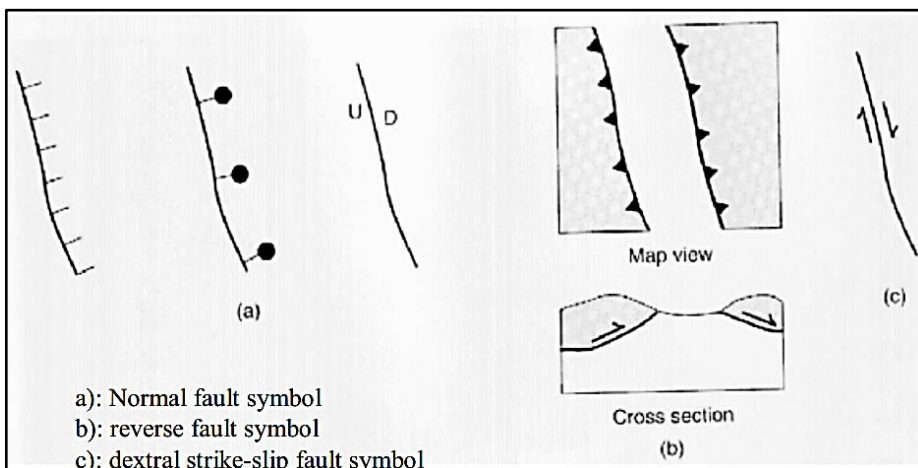 U D
(a)
Map view
Cross section
(b)
(c)
a): Normal fault symbol
b): reverse fault symbol
c): dextral strike-slip fault symbol